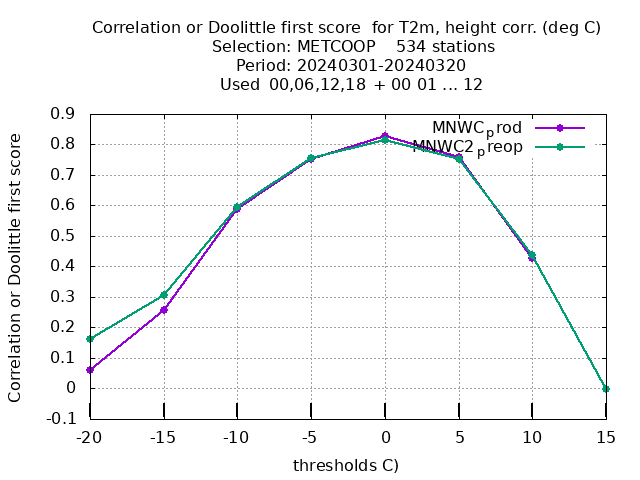 Correlation or Doolittle first score  for T2m, height corr. (deg C)
Selection: METCOOP    534 stations
Period: 20240301-20240320
Used  00,06,12,18  + 00 01 ... 12
MNWCprod
MNWC2preop
Correlation or Doolittle first score
0.9
0.8
0.7
0.6
0.5
0.4
0.3
0.2
0.1
0
-0.1
-20 -15 -10 -5 0 5 10 15
thresholds C)